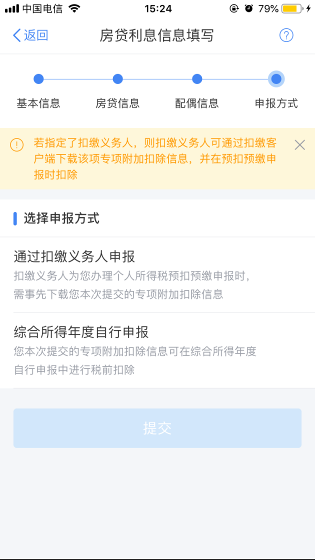 中国电信
15:24
79%
返回
房贷利息信息填写
?
基本信息
房贷信息
配偶信息
申报方式
若指定了扣缴义务人，则扣缴义务人可通过扣缴客
户端下载该项专项附加扣除信息，并在预扣预缴申
报时扣除
选择申报方式
通过扣缴义务人申报
扣缴义务人为您办理个人所得税预扣预缴申报时，
需事先下载您本次提交的专项附加扣除信息
综合所得年度自行申报
您本次提交的专项附加扣除信息可在综合所得年度
自行申报中进行税前扣除
提交